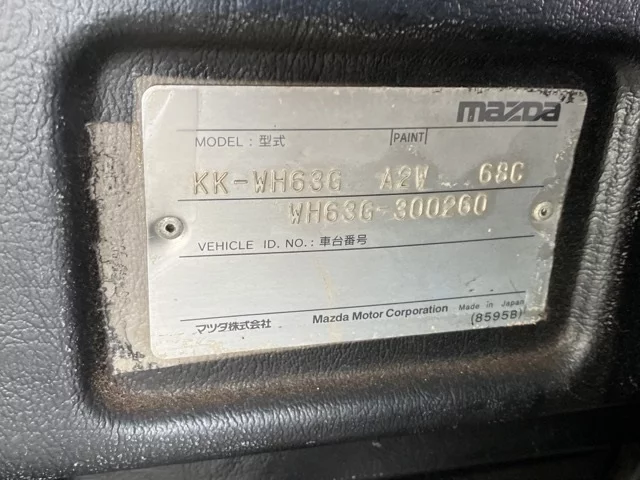 mazda
MODEL : 型式 PAINT
KK-WH63G A2W 68C
WH63G-300260
VEHICLE ID. NO. : 車台番号
マツダ株式会社 Mazda Motor Corporation Made in Japan
(8595B)